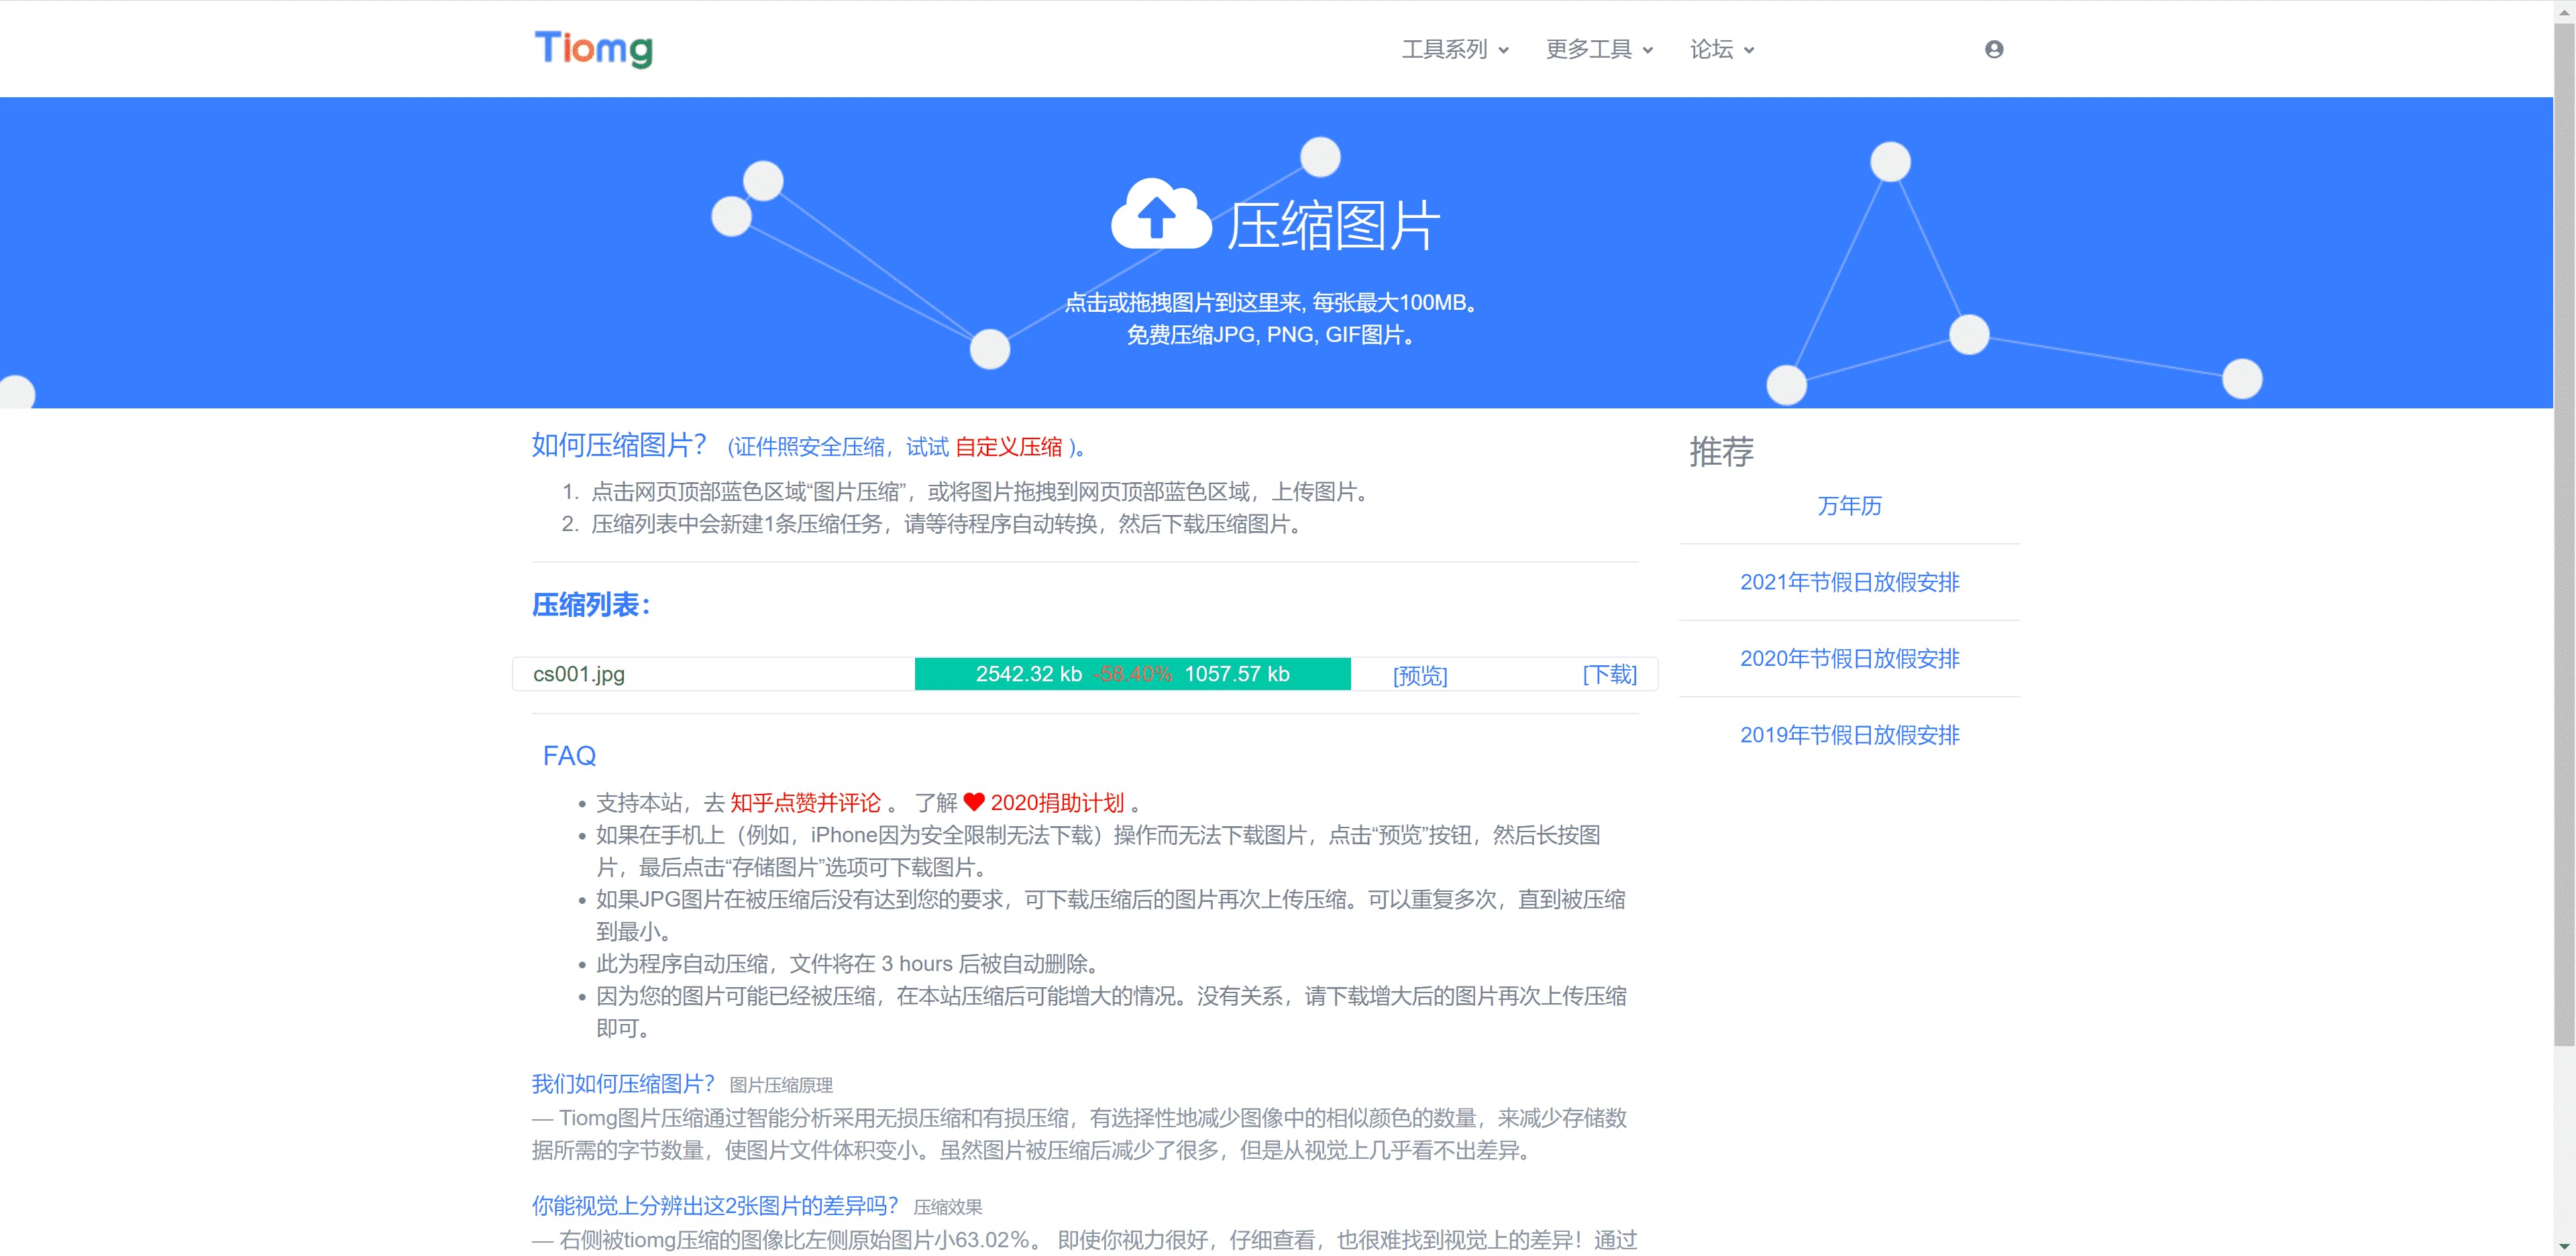 Tiomg
工具系列
更多工具
论坛
压缩图片
点击或拖拽图片到这里来, 每张最大100MB。
免费压缩JPG, PNG, GIF图片。
如何压缩图片？ (证件照安全压缩，试试 自定义压缩 )。
1. 点击网页顶部蓝色区域“图片压缩”，或将图片拖拽到网页顶部蓝色区域，上传图片。
2. 压缩列表中会新建1条压缩任务，请等待程序自动转换，然后下载压缩图片。
压缩列表：
cs001.jpg 2542.32 kb -58.40% 1057.57 kb [预览] [下载]
FAQ
• 支持本站，去 知乎点赞并评论 。 了解 ♥ 2020捐助计划 。
• 如果在手机上（例如，iPhone因为安全限制无法下载）操作而无法下载图片，点击“预览”按钮，然后长按图
片，最后点击“存储图片”选项可下载图片。
• 如果JPG图片在被压缩后没有达到您的要求，可下载压缩后的图片再次上传压缩。可以重复多次，直到被压缩
到最小。
• 此为程序自动压缩，文件将在 3 hours 后被自动删除。
• 因为您的图片可能已经被压缩，在本站压缩后可能增大的情况。没有关系，请下载增大后的图片再次上传压缩
即可。
我们如何压缩图片？ 图片压缩原理
— Tiomg图片压缩通过智能分析采用无损压缩和有损压缩，有选择性地减少图像中的相似颜色的数量，来减少存储数
据所需的字节数量，使图片文件体积变小。虽然图片被压缩后减少了很多，但是从视觉上几乎看不出差异。
你能视觉上分辨出这2张图片的差异吗？ 压缩效果
— 右侧被tiomg压缩的图像比左侧原始图片小63.02%。 即使你视力很好，仔细查看，也很难找到视觉上的差异！通过
推荐
万年历
2021年节假日放假安排
2020年节假日放假安排
2019年节假日放假安排